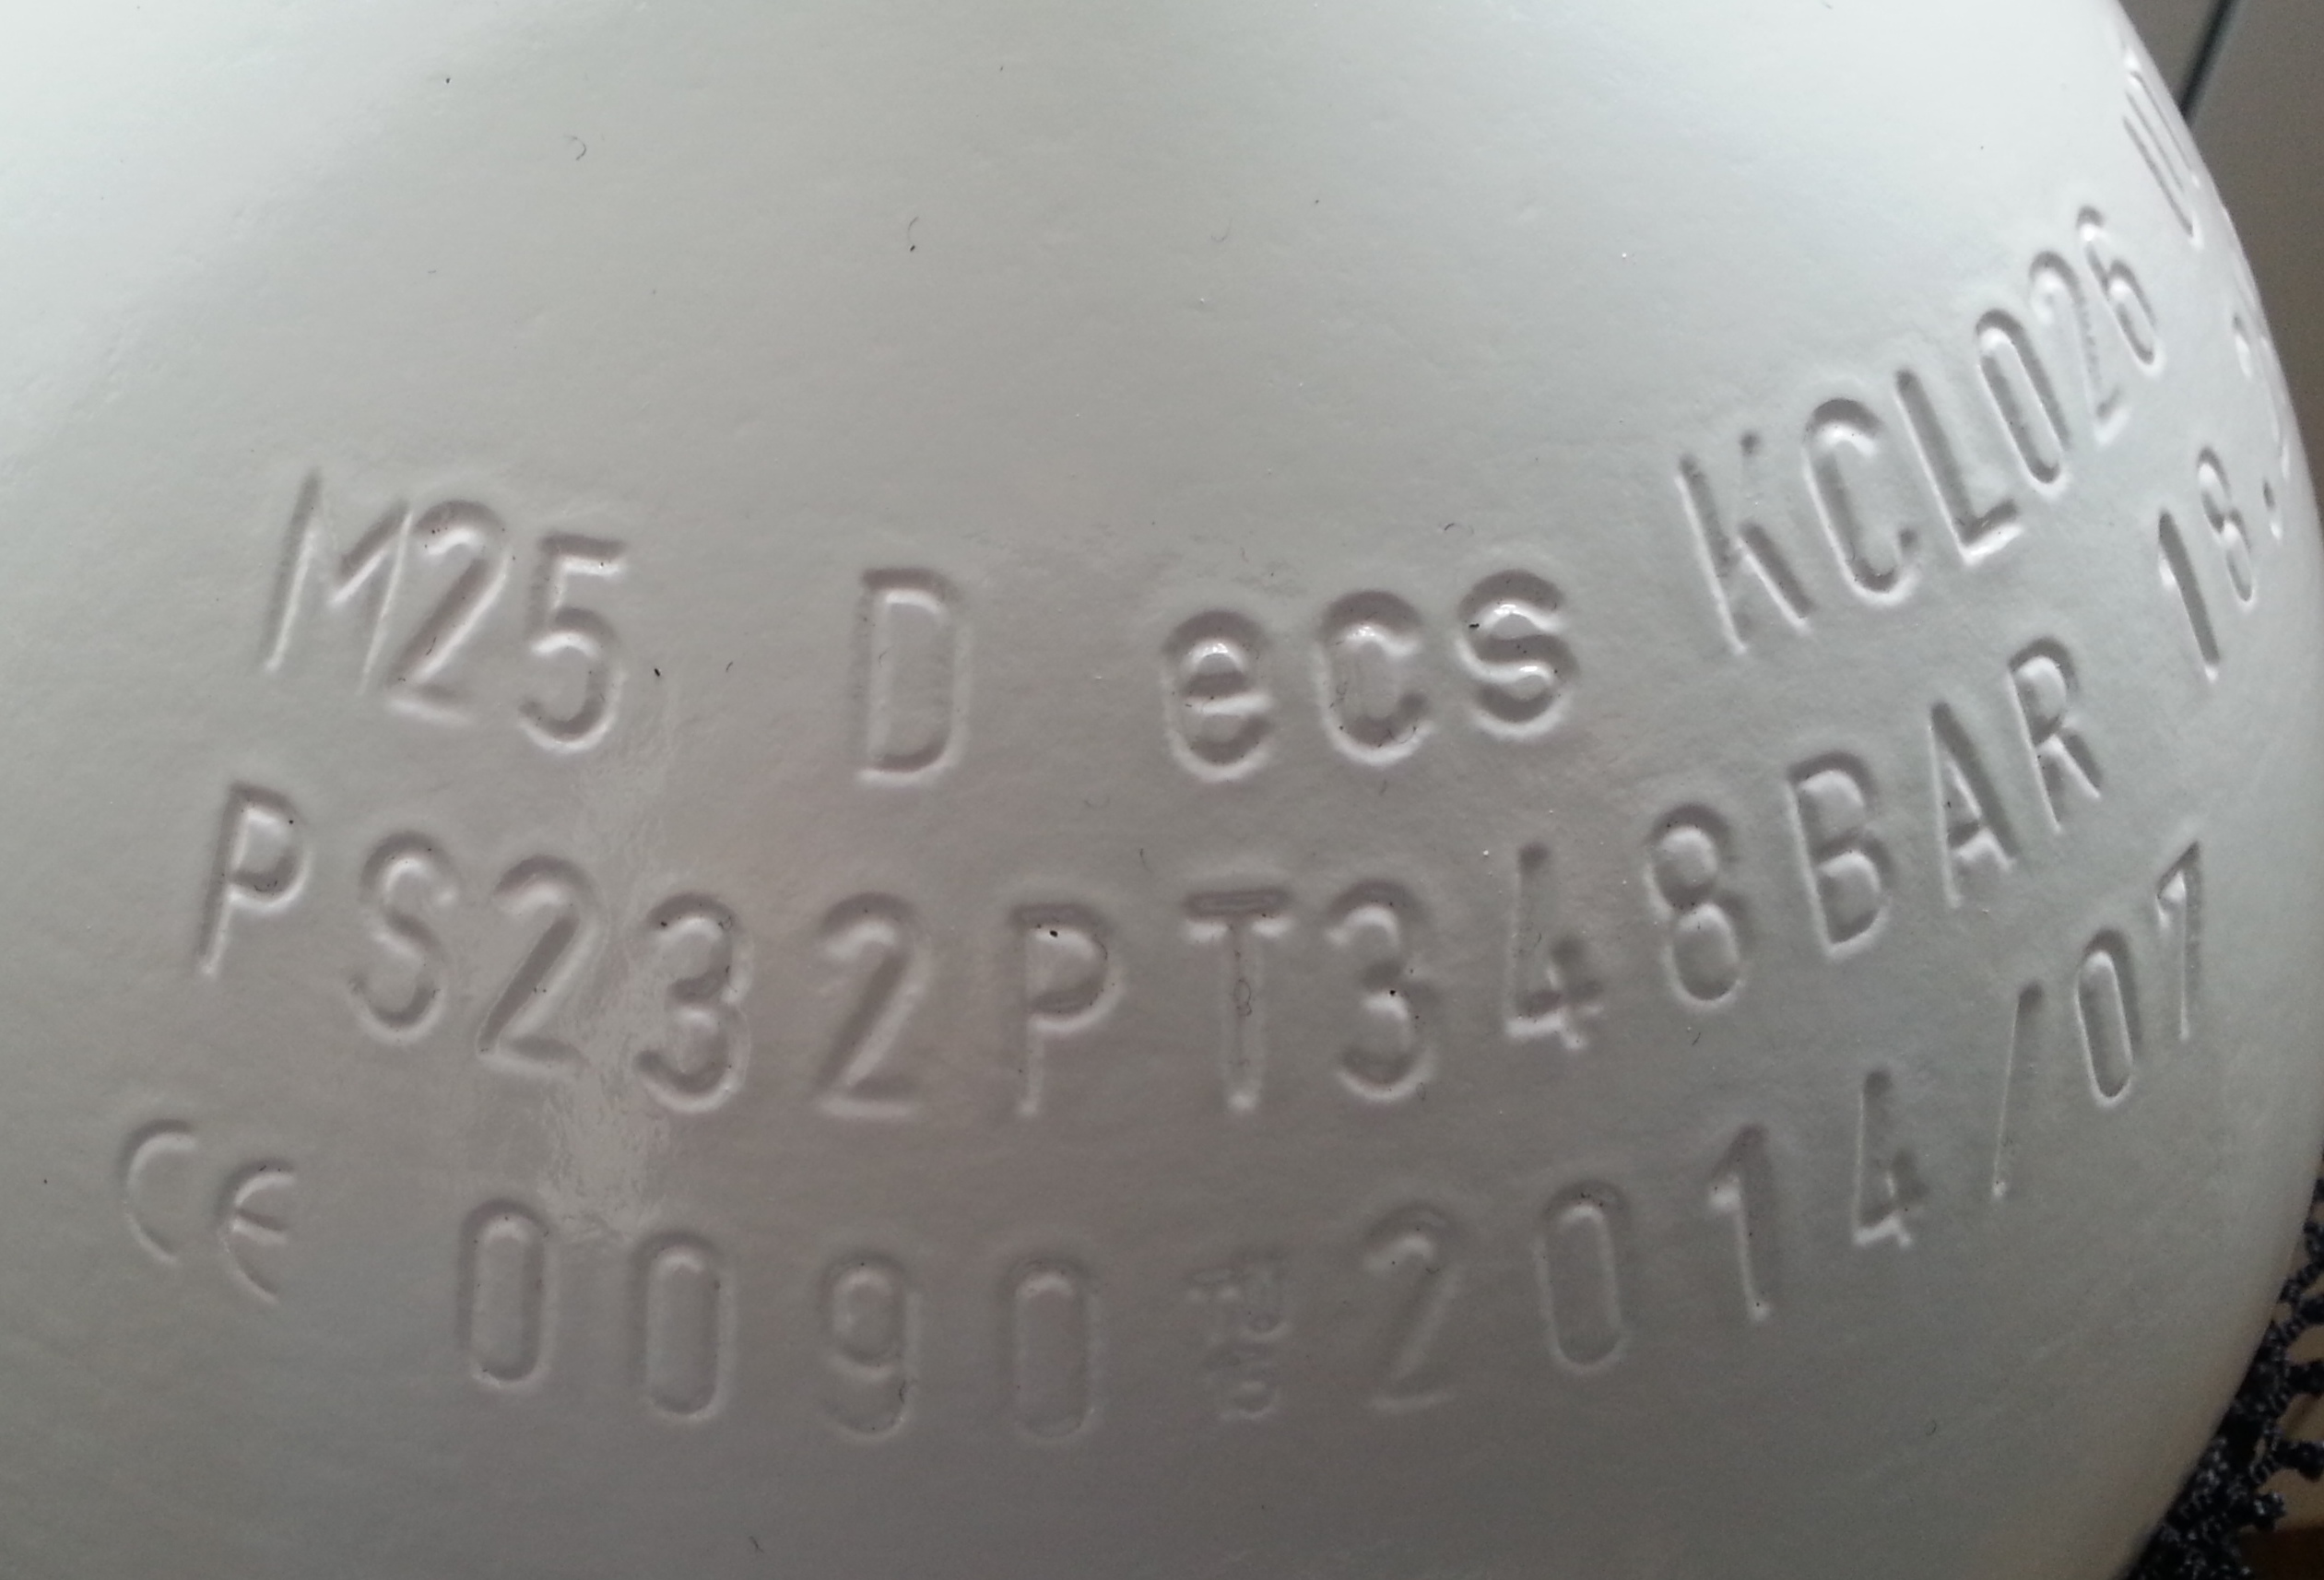 M25 D ecs KCL026
PS232PT348BAR 18.
CE 0090 2014/07